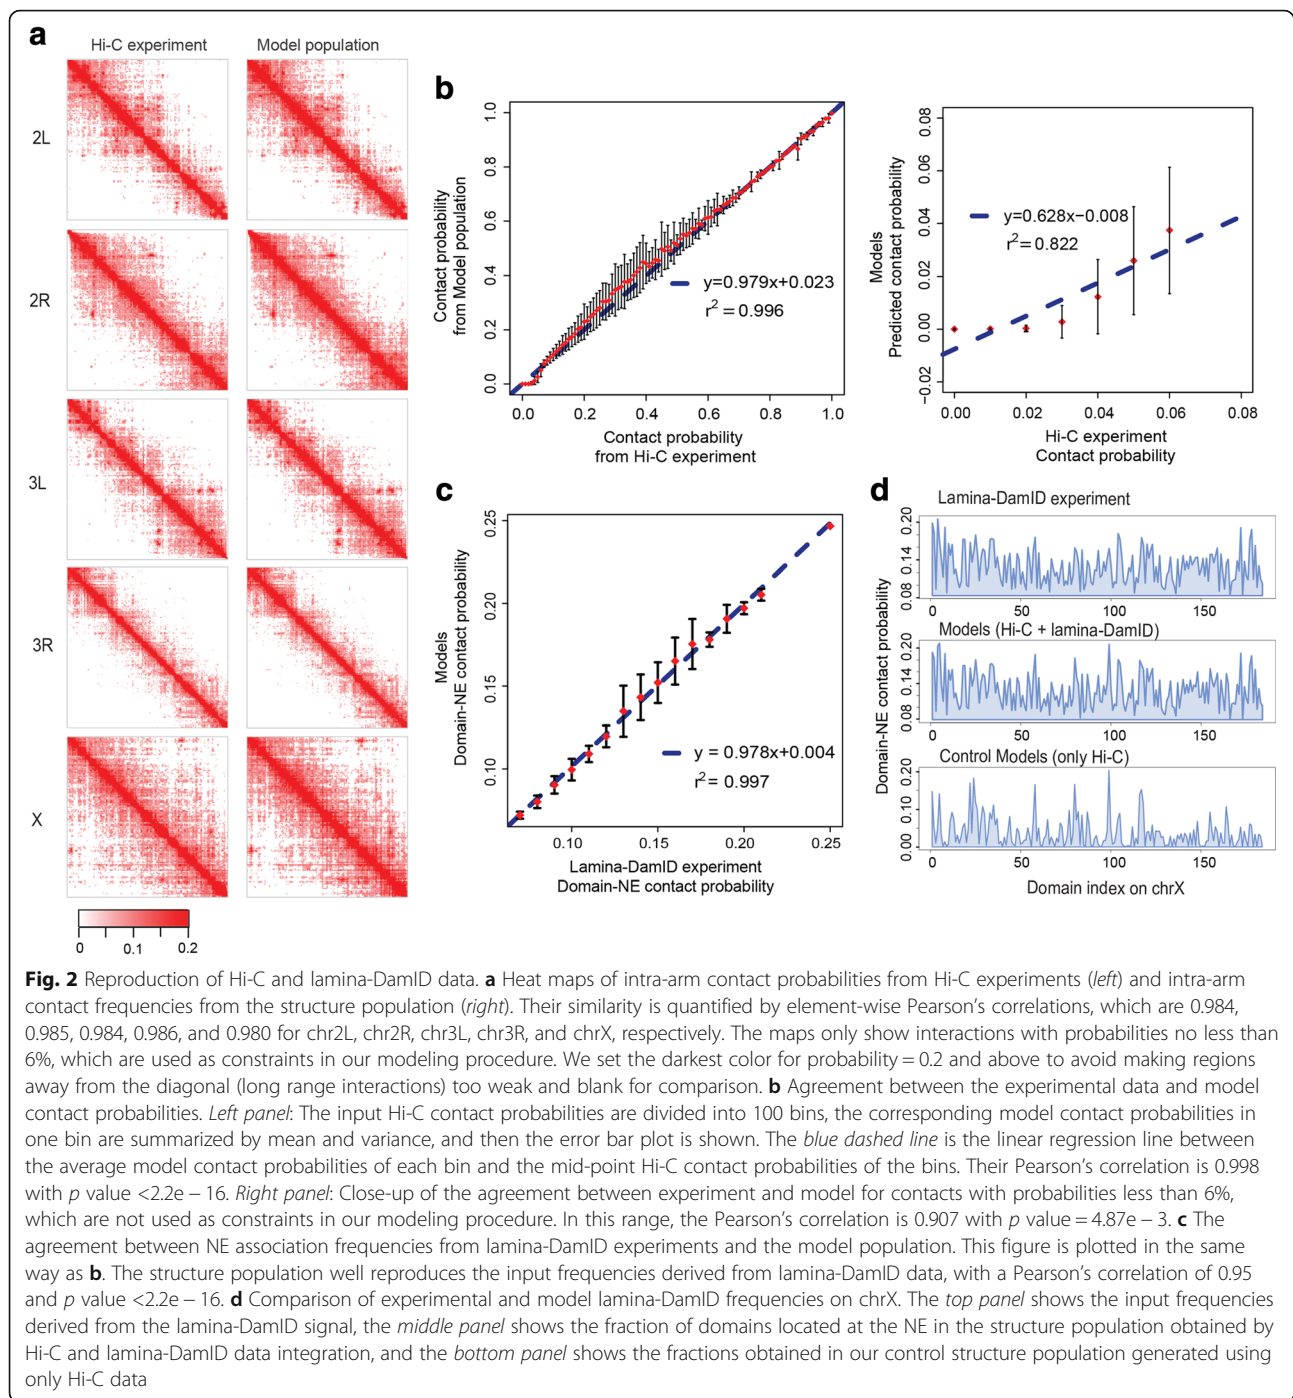 a
Hi-C experiment
Model population
2L
2R
3L
3R
X
0
0.1
0.2
b
Contact probability
from Model population
1.0
0.8
0.6
0.4
0.2
0.0
y=0.979x+0.023
r2 = 0.996
0.0 0.2 0.4 0.6 0.8 1.0
Contact probability
from Hi-C experiment
Models
Predicted contact probability
0.08
0.06
0.04
0.02
0.00
−0.02
y=0.628x−0.008
r2 = 0.822
0.00 0.02 0.04 0.06 0.08
Hi-C experiment
Contact probability
c
Models
Domain-NE contact probability
0.25
0.20
0.15
0.10
y = 0.978x+0.004
r2 = 0.997
0.10 0.15 0.20 0.25
Lamina-DamID experiment
Domain-NE contact probability
d
Domain-NE contact probability
Lamina-DamID experiment
0.20
0.14
0.08
0 50 100 150
Models (Hi-C + lamina-DamID)
0.20
0.14
0.08
0 50 100 150
Control Models (only Hi-C)
0.20
0.10
0.00
0 50 100 150
Domain index on chrX
Fig. 2 Reproduction of Hi-C and lamina-DamID data. a Heat maps of intra-arm contact probabilities from Hi-C experiments (left) and intra-arm
contact frequencies from the structure population (right). Their similarity is quantified by element-wise Pearson's correlations, which are 0.984,
0.985, 0.984, 0.986, and 0.980 for chr2L, chr2R, chr3L, chr3R, and chrX, respectively. The maps only show interactions with probabilities no less than
6%, which are used as constraints in our modeling procedure. We set the darkest color for probability = 0.2 and above to avoid making regions
away from the diagonal (long range interactions) too weak and blank for comparison. b Agreement between the experimental data and model
contact probabilities. Left panel: The input Hi-C contact probabilities are divided into 100 bins, the corresponding model contact probabilities in
one bin are summarized by mean and variance, and then the error bar plot is shown. The blue dashed line is the linear regression line between
the average model contact probabilities of each bin and the mid-point Hi-C contact probabilities of the bins. Their Pearson's correlation is 0.998
with p value <2.2e − 16. Right panel: Close-up of the agreement between experiment and model for contacts with probabilities less than 6%,
which are not used as constraints in our modeling procedure. In this range, the Pearson's correlation is 0.907 with p value = 4.87e − 3. c The
agreement between NE association frequencies from lamina-DamID experiments and the model population. This figure is plotted in the same
way as b. The structure population well reproduces the input frequencies derived from lamina-DamID data, with a Pearson's correlation of 0.95
and p value <2.2e − 16. d Comparison of experimental and model lamina-DamID frequencies on chrX. The top panel shows the input frequencies
derived from the lamina-DamID signal, the middle panel shows the fraction of domains located at the NE in the structure population obtained by
Hi-C and lamina-DamID data integration, and the bottom panel shows the fractions obtained in our control structure population generated using
only Hi-C data